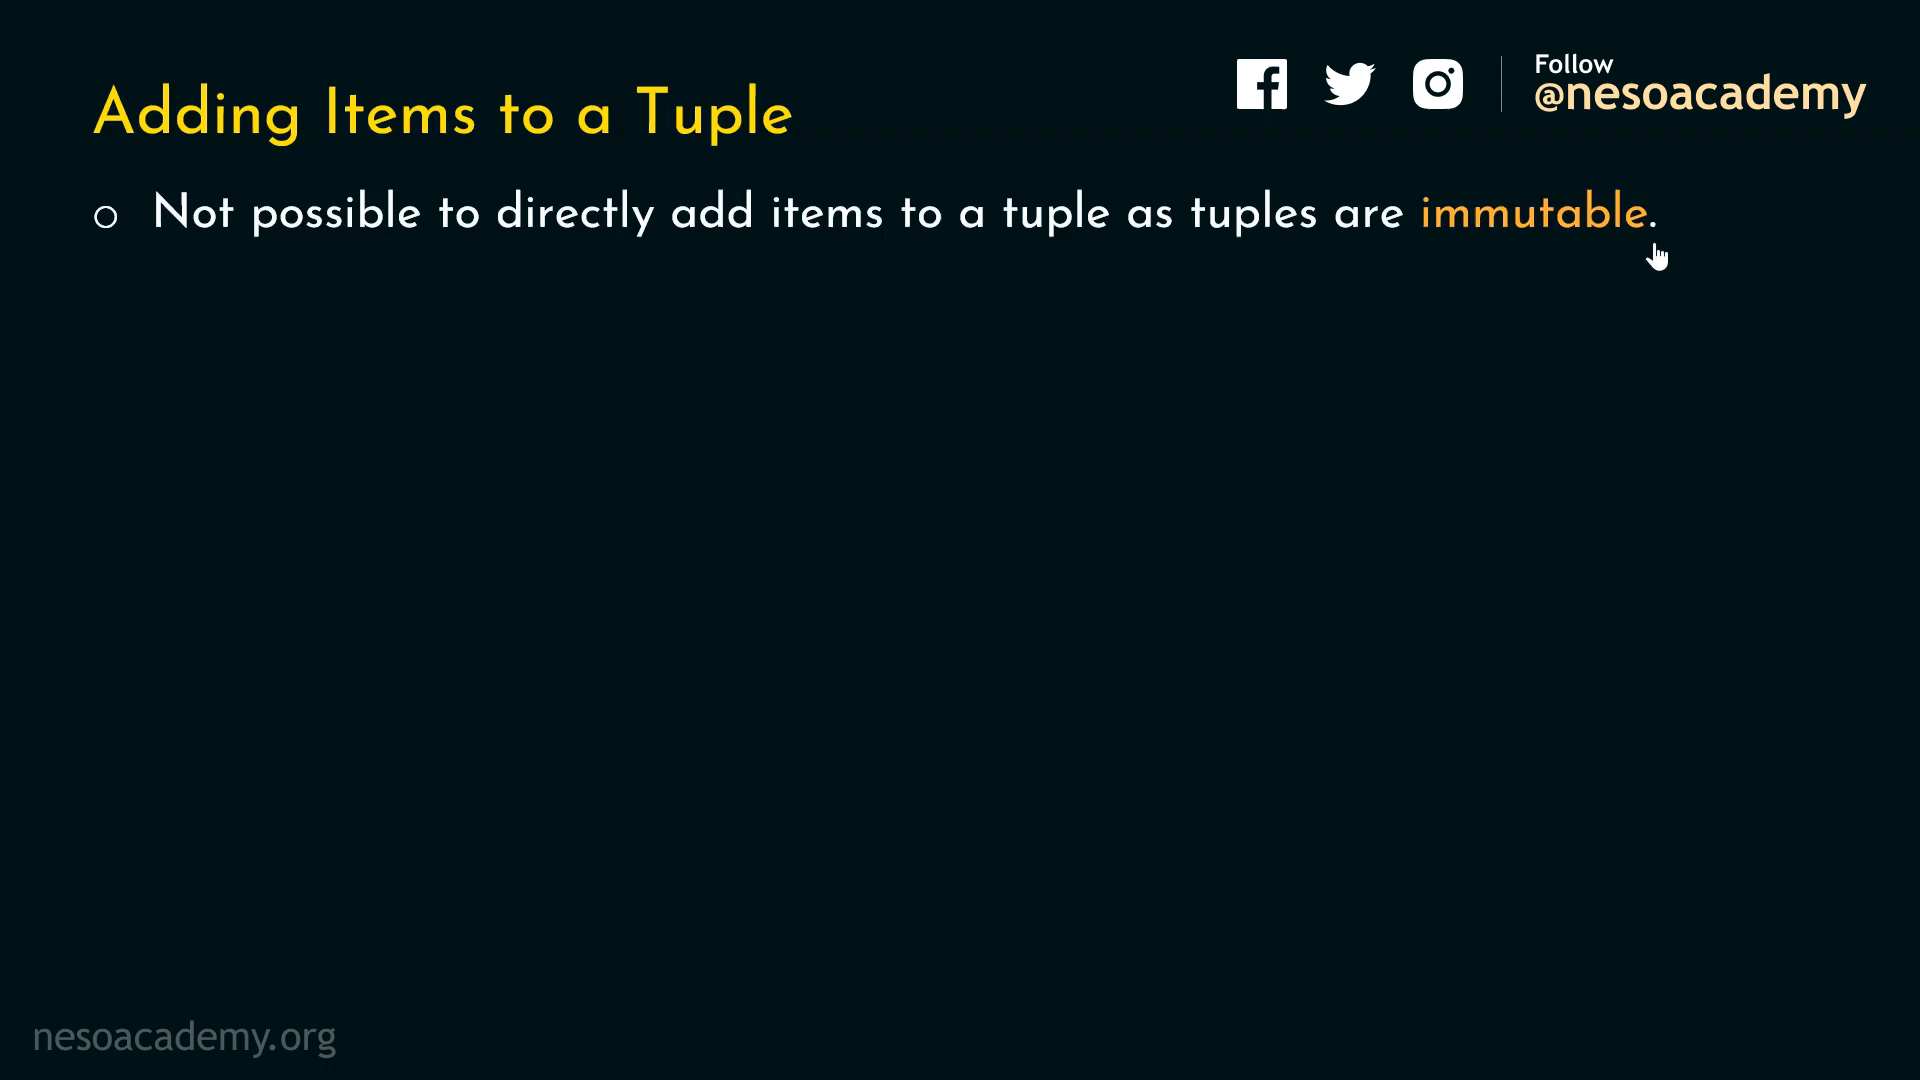 Adding Items to a Tuple
Follow
@nesoacademy
○ Not possible to directly add items to a tuple as tuples are immutable.
nesoacademy.org